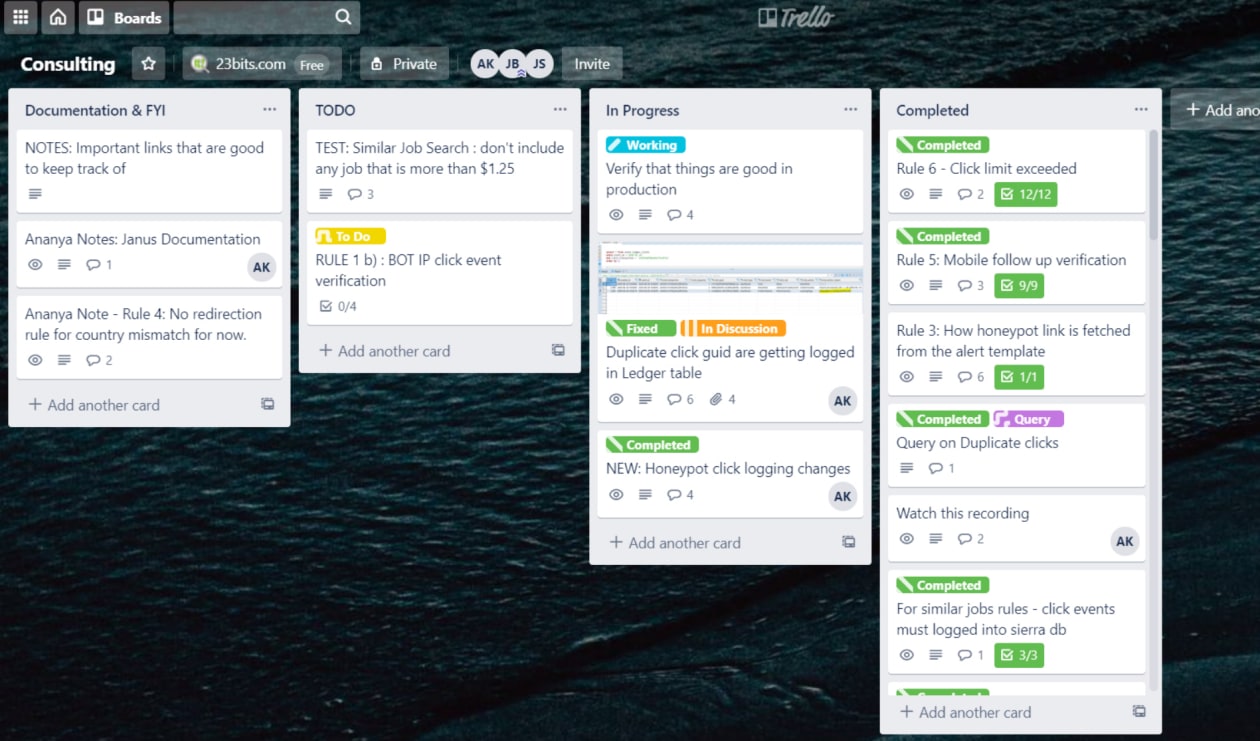 Boards
Trello
Consulting
23bits.com Free
Private
AK JB JS
Invite
Documentation & FYI
NOTES: Important links that are good
to keep track of
Ananya Notes: Janus Documentation
1
AK
Ananya Note - Rule 4: No redirection
rule for country mismatch for now.
2
+ Add another card
TODO
TEST: Similar Job Search : don't include
any job that is more than $1.25
3
To Do
RULE 1 b) : BOT IP click event
verification
0/4
+ Add another card
In Progress
Working
Verify that things are good in
production
4
Fixed In Discussion
Duplicate click guid are getting logged
in Ledger table
6 4
AK
Completed
NEW: Honeypot click logging changes
4
AK
+ Add another card
Completed
Completed
Rule 6 - Click limit exceeded
2 12/12
Completed
Rule 5: Mobile follow up verification
3 9/9
Rule 3: How honeypot link is fetched
from the alert template
6 1/1
Completed Query
Query on Duplicate clicks
1
Watch this recording
2
AK
Completed
For similar jobs rules - click events
must logged into sierra db
1 3/3
Completed
+ Add another card
+ Add ano